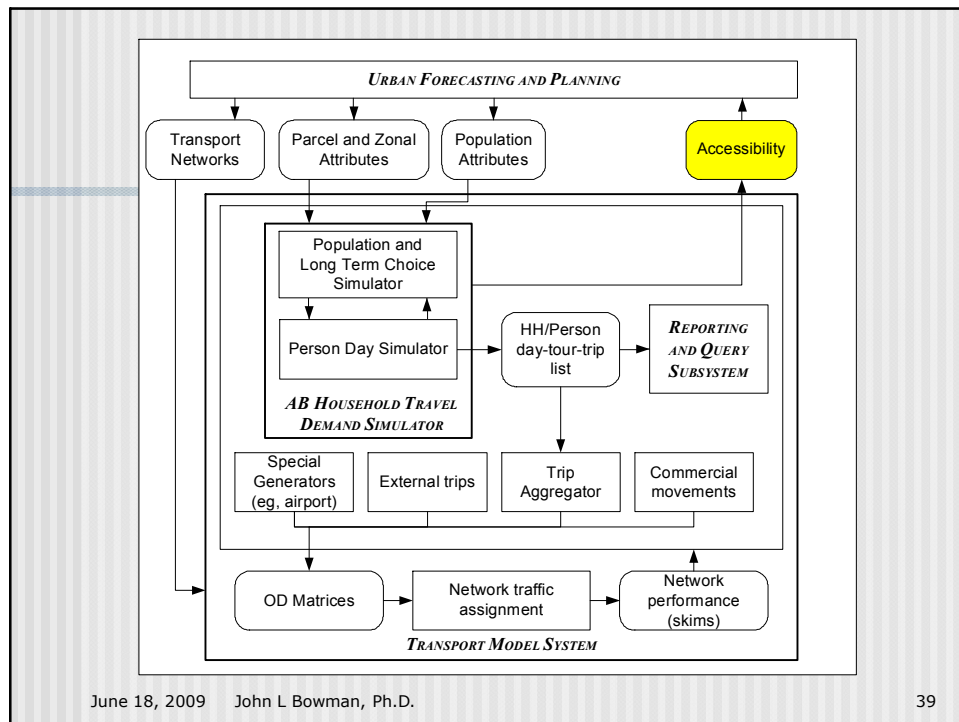 URBAN FORECASTING AND PLANNING
Transport
Networks
Parcel and Zonal
Attributes
Population
Attributes
Accessibility
Population and
Long Term Choice
Simulator
Person Day Simulator
AB HOUSEHOLD TRAVEL
DEMAND SIMULATOR
HH/Person
day-tour-trip
list
REPORTING
AND QUERY
SUBSYSTEM
Special
Generators
(eg, airport)
External trips
Trip
Aggregator
Commercial
movements
OD Matrices
Network traffic
assignment
Network
performance
(skims)
TRANSPORT MODEL SYSTEM
June 18, 2009 John L Bowman, Ph.D. 39